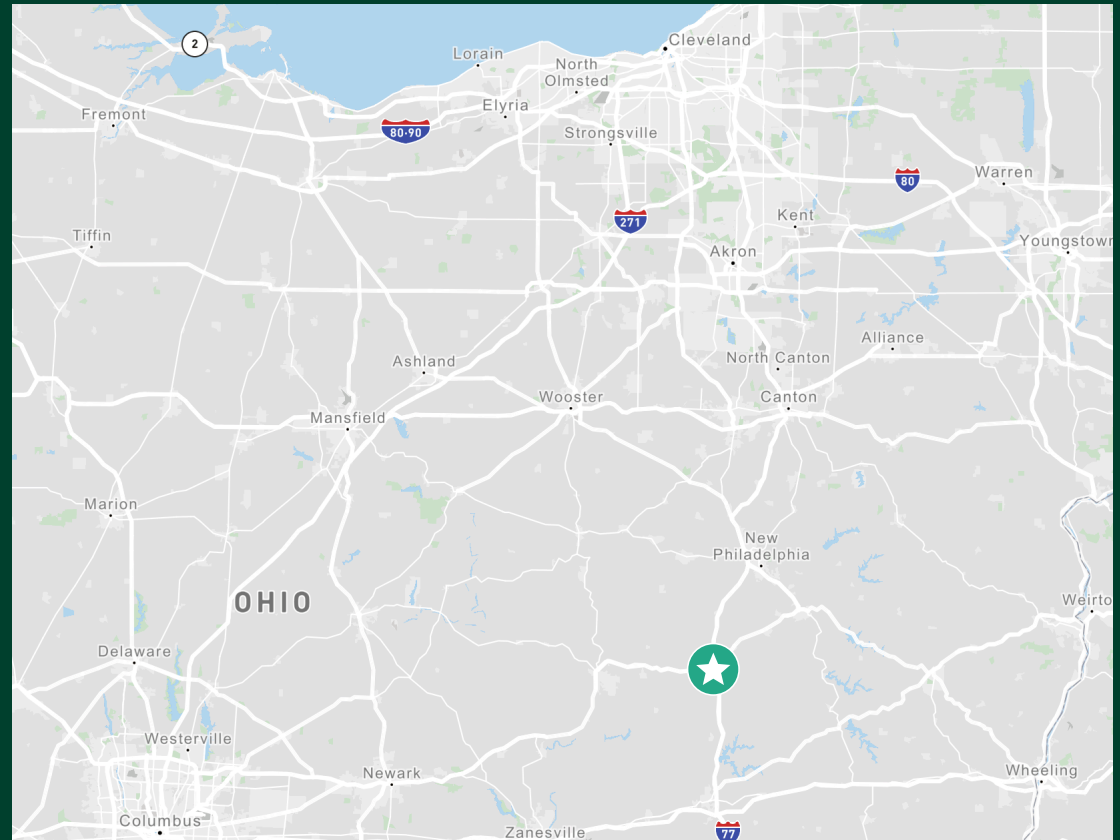 Cleveland
2
Lorain
North
Olmsted
Elyria
Fremont
80·90
Strongsville
Warren
80
Kent
271
Tiffin
Youngstown
Akron
Alliance
North Canton
Ashland
Wooster
Canton
Mansfield
Marion
New
Philadelphia
OHIO
Weirto
Delaware
Westerville
Newark
Wheeling
Columbus
Zanesville
77